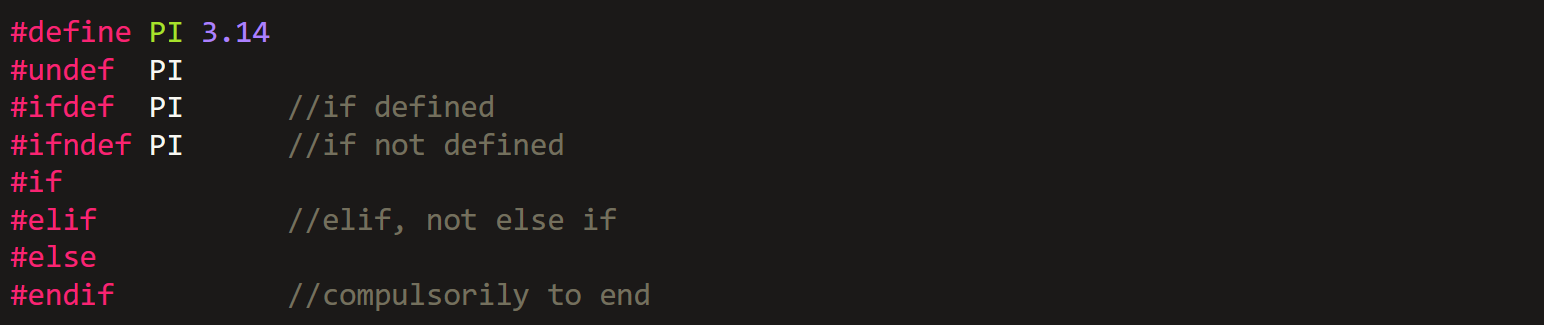 #define PI 3.14
#undef  PI
#ifdef  PI      //if defined
#ifndef PI      //if not defined
#if
#elif           //elif, not else if
#else
#endif          //compulsorily to end